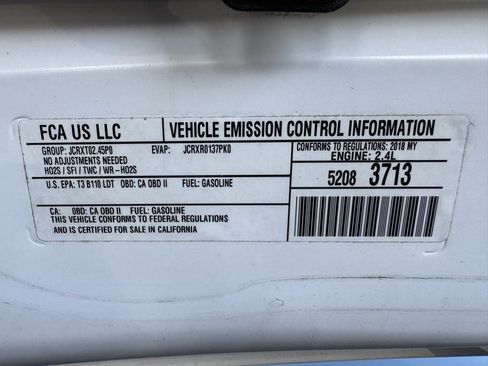 FCA US LLC
VEHICLE EMISSION CONTROL INFORMATION
GROUP: JCRXT02.45P0 EVAP: JCRXR0137PK0
NO ADJUSTMENTS NEEDED
HO2S / SFI / TWC / WR-HO2S
CONFORMS TO REGULATIONS: 2018 MY
ENGINE: 2.4L
U.S. EPA: T3 B110 LDT OBD: CA OBD II FUEL: GASOLINE
5208 3713
CA: OBD: CA OBD II FUEL: GASOLINE
THIS VEHICLE CONFORMS TO FEDERAL REGULATIONS
AND IS CERTIFIED FOR SALE IN CALIFORNIA